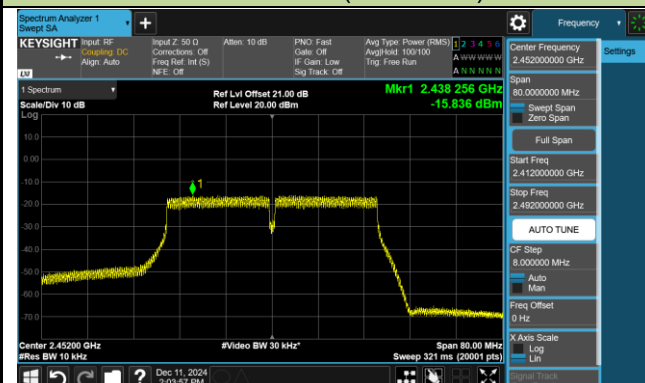 Spectrum Analyzer 1
Swept SA
+
Frequency
KEYSIGHT
Input: RF
Coupling: DC
Align: Auto
Input Z: 50 Ω
Corrections: Off
Freq Ref: Int (S)
NFE: Off
Atten: 10 dB
PNO: Fast
Gate: Off
IF Gain: Low
Sig Track: Off
Avg Type: Power (RMS)
Avg|Hold: 100/100
Trig: Free Run
1 2 3 4 5 6
A W W W W W
A N N N N N
LXI
Center Frequency
2.452000000 GHz
Settings
Span
80.0000000 MHz
Swept Span
Zero Span
Full Span
Start Freq
2.412000000 GHz
Stop Freq
2.492000000 GHz
AUTO TUNE
CF Step
8.000000 MHz
Auto
Man
Freq Offset
0 Hz
X Axis Scale
Log
Lin
Signal Track
1 Spectrum
Scale/Div 10 dB
Log
Ref Lvl Offset 21.00 dB
Ref Level 20.00 dBm
Mkr1 2.438 256 GHz
-15.836 dBm
1
10.0
0.00
-10.0
-20.0
-30.0
-40.0
-50.0
-60.0
-70.0
Center 2.45200 GHz
#Res BW 10 kHz
#Video BW 30 kHz*
Span 80.00 MHz
Sweep 321 ms (20001 pts)
?
Dec 11, 2024
2:03:57 PM